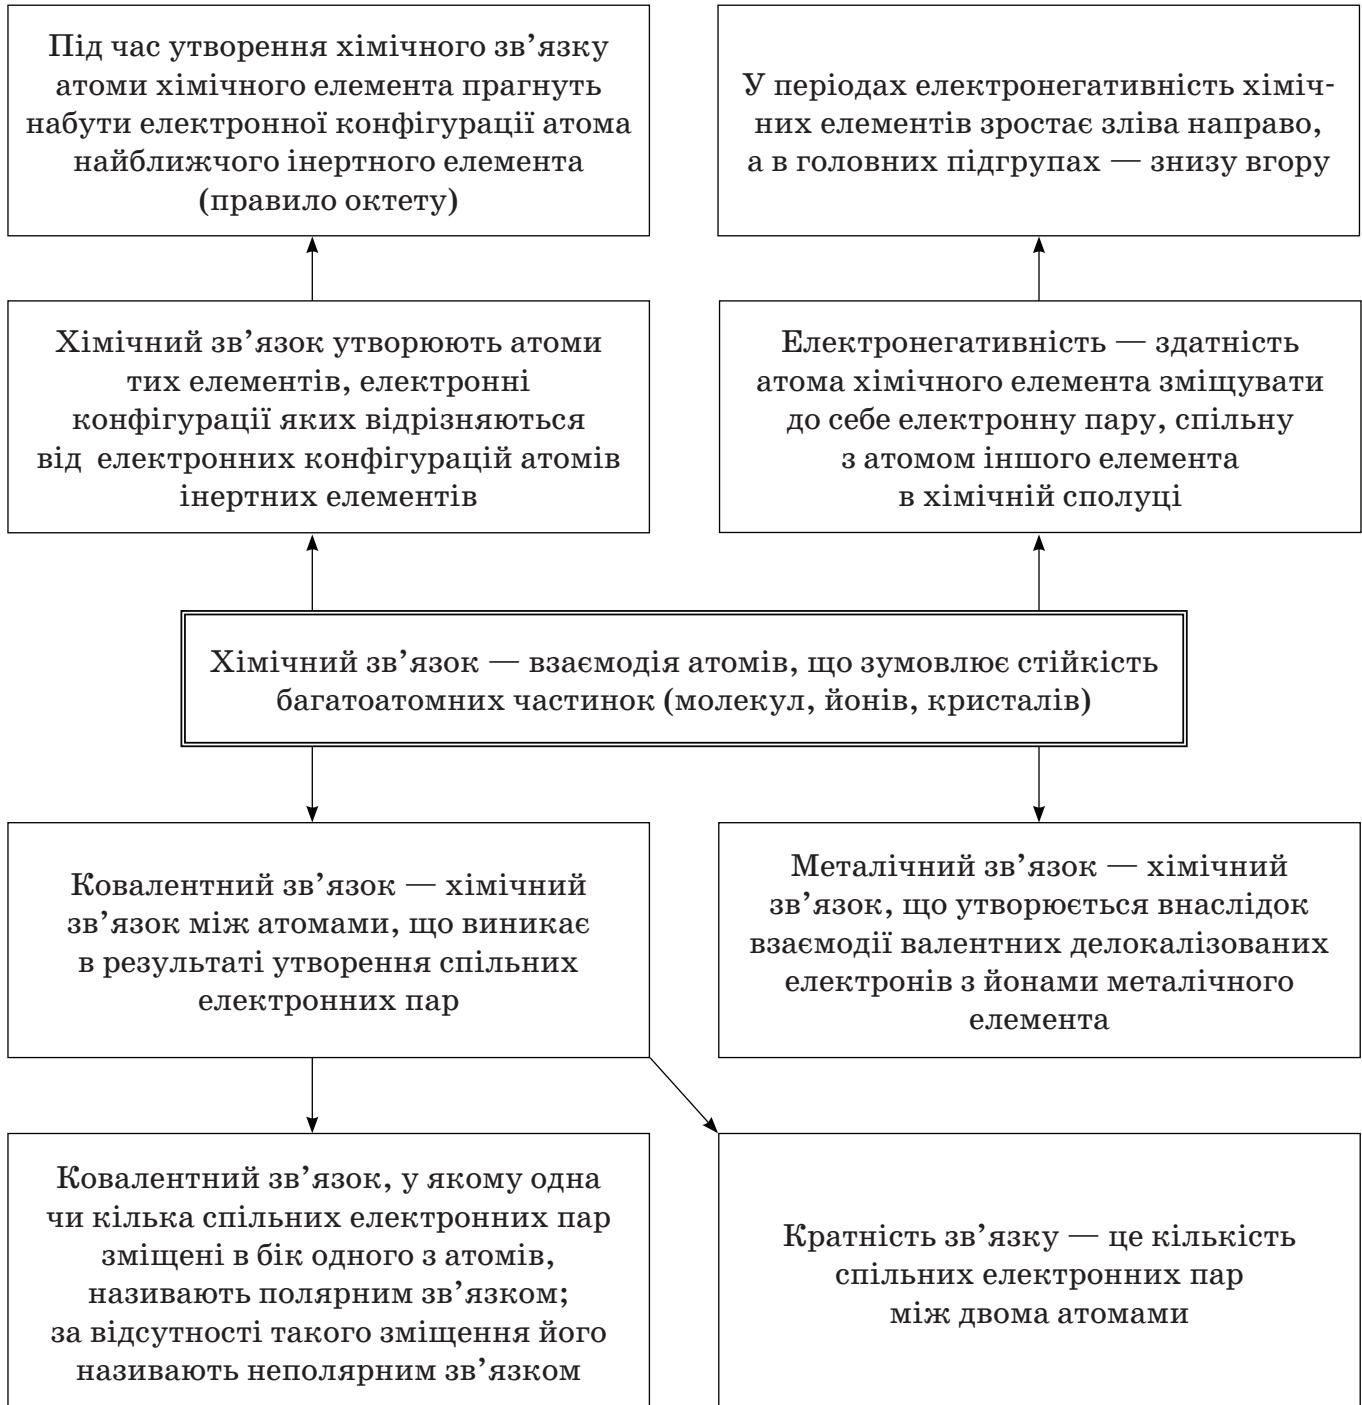 Під час утворення хімічного зв’язку
атоми хімічного елемента прагнуть
набути електронної конфігурації атома
найближчого інертного елемента
(правило октету)
У періодах електронегативність хіміч-
них елементів зростає зліва направо,
а в головних підгрупах — знизу вгору
Хімічний зв’язок утворюють атоми
тих елементів, електронні
конфігурації яких відрізняються
від електронних конфігурацій атомів
інертних елементів
Електронегативність — здатність
атома хімічного елемента зміщувати
до себе електронну пару, спільну
з атомом іншого елемента
в хімічній сполуці
Хімічний зв’язок — взаємодія атомів, що зумовлює стійкість
багатоатомних частинок (молекул, йонів, кристалів)
Ковалентний зв’язок — хімічний
зв’язок між атомами, що виникає
в результаті утворення спільних
електронних пар
Металічний зв’язок — хімічний
зв’язок, що утворюється внаслідок
взаємодії валентних делокалізованих
електронів з йонами металічного
елемента
Ковалентний зв’язок, у якому одна
чи кілька спільних електронних пар
зміщені в бік одного з атомів,
називають полярним зв’язком;
за відсутності такого зміщення його
називають неполярним зв’язком
Кратність зв’язку — це кількість
спільних електронних пар
між двома атомами